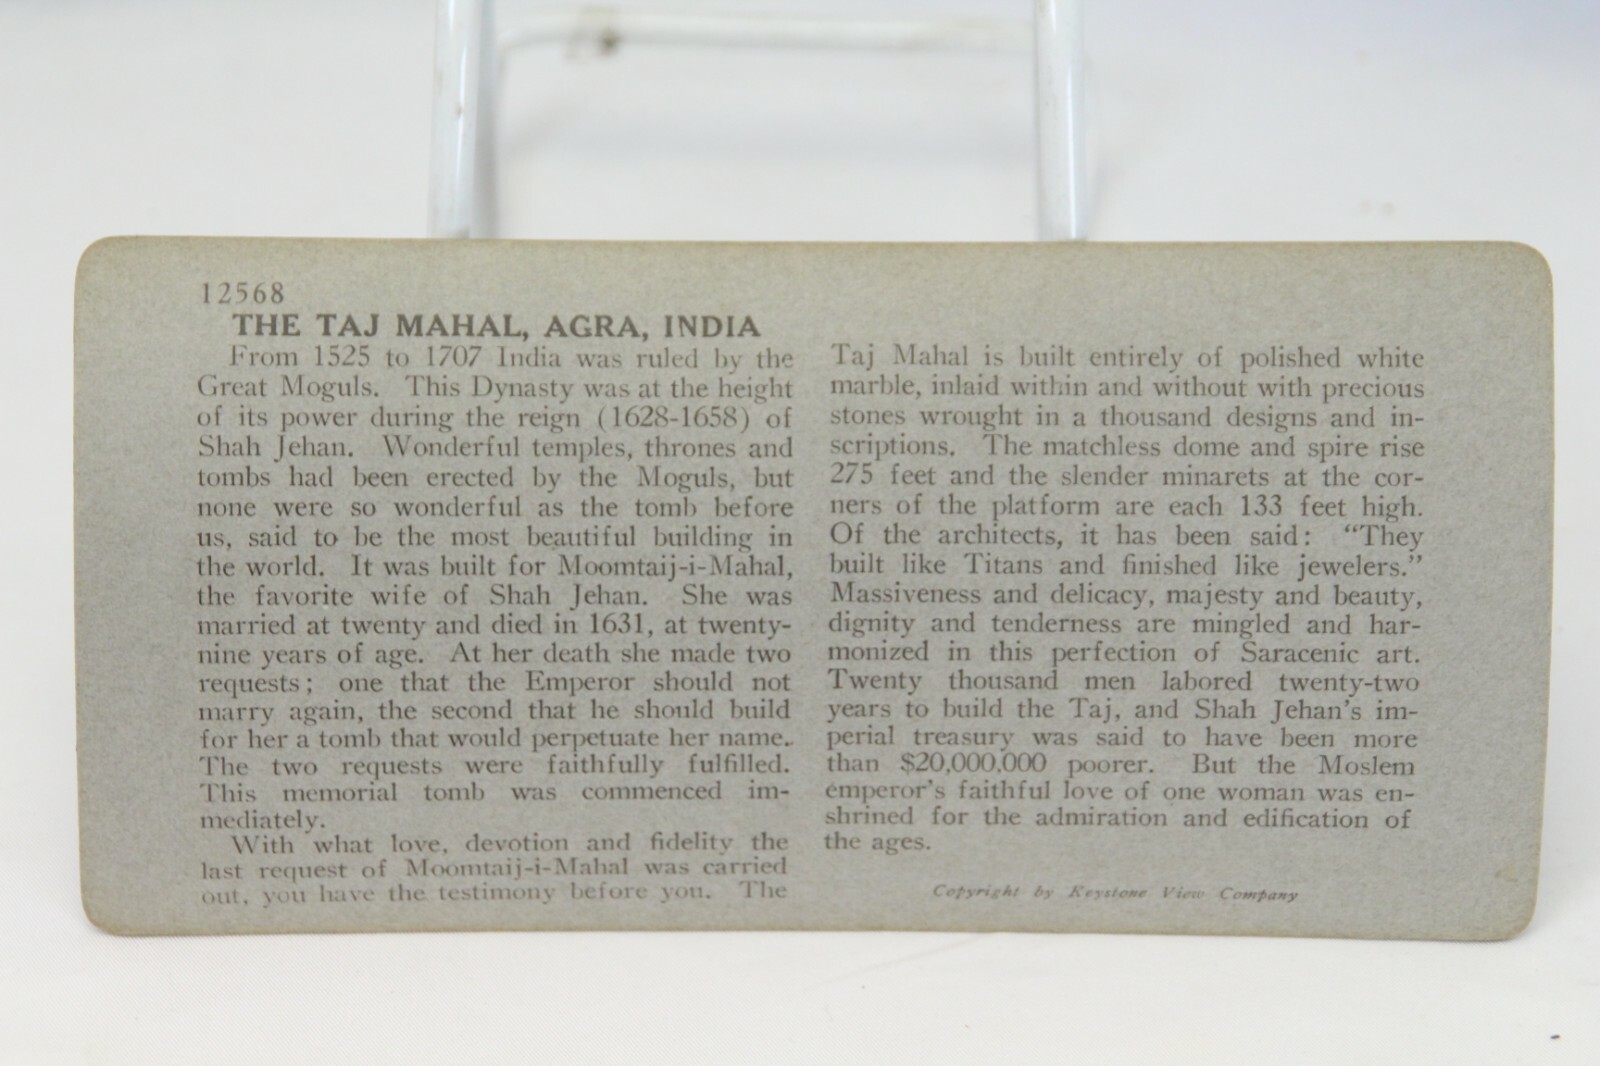 12568
THE TAJ MAHAL, AGRA, INDIA
From 1525 to 1707 India was ruled by the
Great Moguls. This Dynasty was at the height
of its power during the reign (1628-1658) of
Shah Jehan. Wonderful temples, thrones and
tombs had been erected by the Moguls, but
none were so wonderful as the tomb before
us, said to be the most beautiful building in
the world. It was built for Moomtaij-i-Mahal,
the favorite wife of Shah Jehan. She was
married at twenty and died in 1631, at twenty-
nine years of age. At her death she made two
requests; one that the Emperor should not
marry again, the second that he should build
for her a tomb that would perpetuate her name.
The two requests were faithfully fulfilled.
This memorial tomb was commenced im-
mediately.
With what love, devotion and fidelity the
last request of Moomtaij-i-Mahal was carried
out, you have the testimony before you. The
Taj Mahal is built entirely of polished white
marble, inlaid within and without with precious
stones wrought in a thousand designs and in-
scriptions. The matchless dome and spire rise
275 feet and the slender minarets at the cor-
ners of the platform are each 133 feet high.
Of the architects, it has been said: "They
built like Titans and finished like jewelers."
Massiveness and delicacy, majesty and beauty,
dignity and tenderness are mingled and har-
monized in this perfection of Saracenic art.
Twenty thousand men labored twenty-two
years to build the Taj, and Shah Jehan's im-
perial treasury was said to have been more
than $20,000,000 poorer. But the Moslem
emperor's faithful love of one woman was en-
shrined for the admiration and edification of
the ages.
Copyright by Keystone View Company